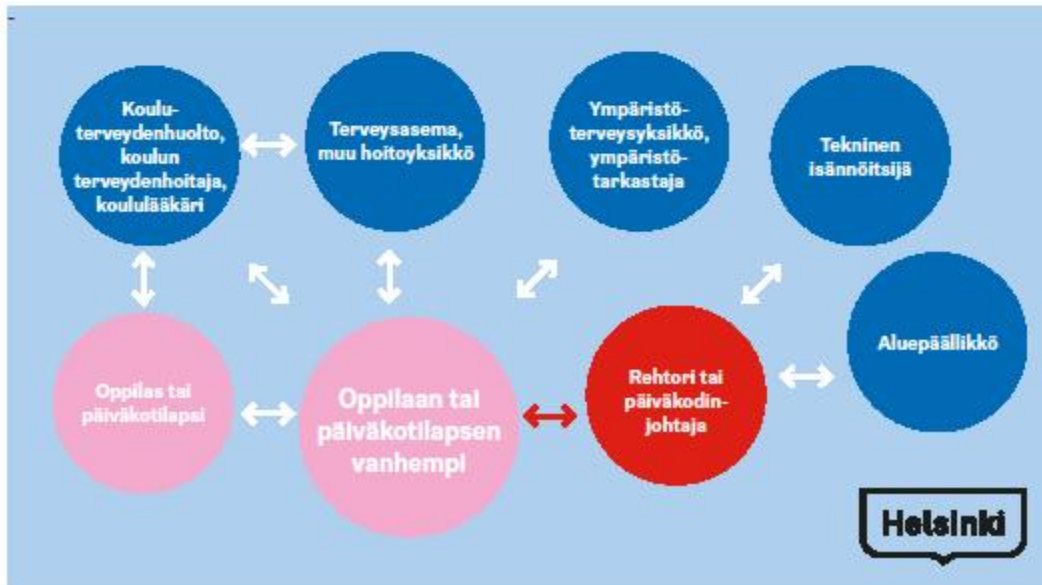 Koulu-
terveydenhuolto,
koulun
terveydenhoitaja,
koululääkäri
Terveysasema,
muu hoitoyksikkö
Ympäristö-
terveysyksikkö,
ympäristö-
tarkastaja
Tekninen
isännöitsijä
Aluepäällikkö
Oppilas tai
päiväkotilapsi
Oppilaan tai
päiväkotilapsen
vanhempi
Rehtori tai
päiväkodin-
johtaja
Helsinki